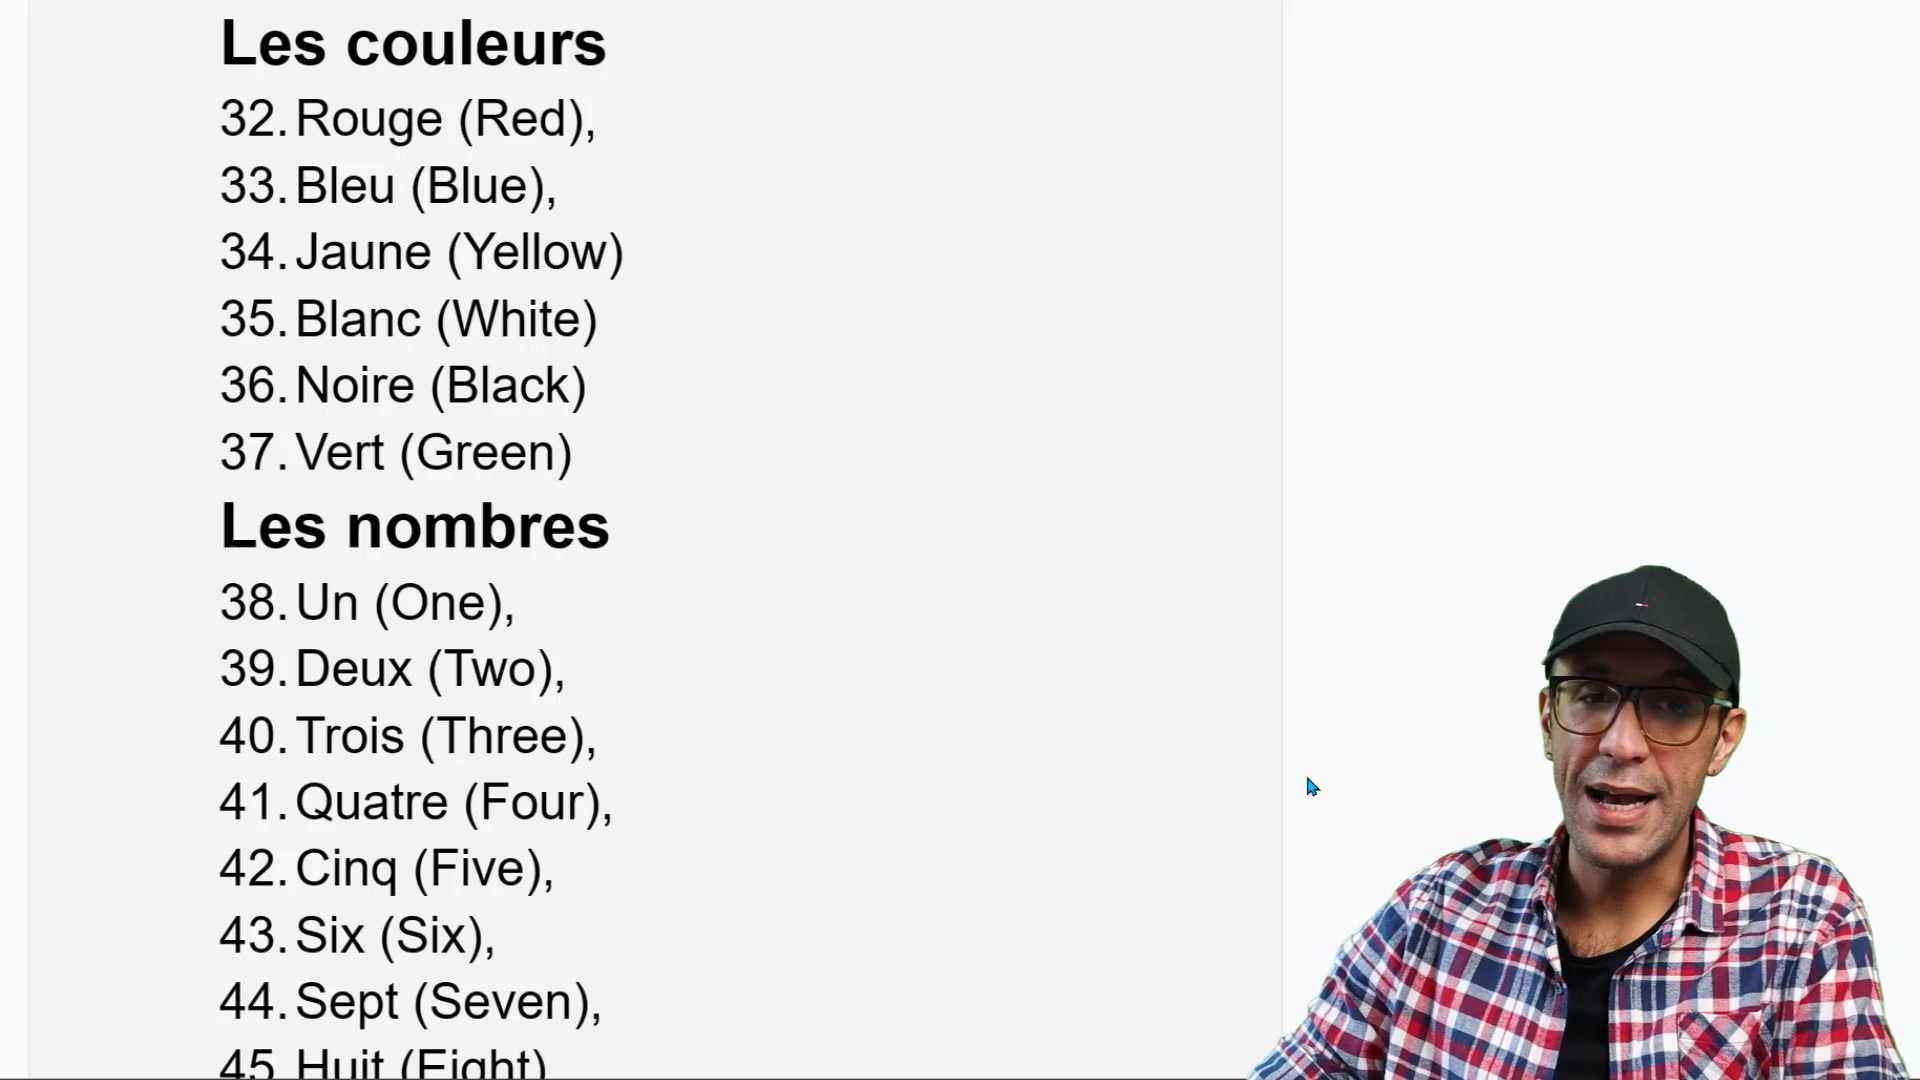 Les couleurs
32. Rouge (Red),
33. Bleu (Blue),
34. Jaune (Yellow)
35. Blanc (White)
36. Noire (Black)
37. Vert (Green)
Les nombres
38. Un (One),
39. Deux (Two),
40. Trois (Three),
41. Quatre (Four),
42. Cinq (Five),
43. Six (Six),
44. Sept (Seven),
45. Huit (Eight)